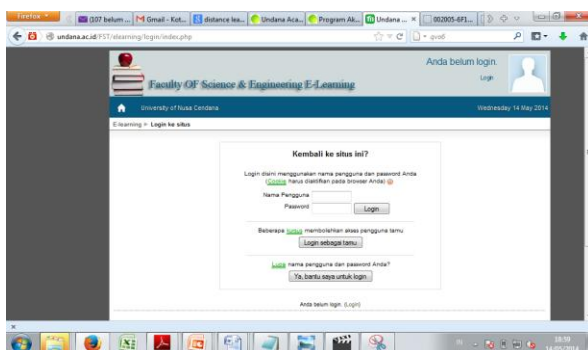 Firefox
(107 belum ...
Gmail - Kot...
distance lea...
Undana Aca...
Program Ak...
Undana ...
002005-6F1...
undana.ac.id/FST/elearning/login/index.php
Faculty OF Science & Engineering E-Learning
Anda belum login.
Login
University of Nusa Cendana
Wednesday 14 May 2014
E-learning ► Login ke situs
Kembali ke situs ini?
Login disini menggunakan nama pengguna dan password Anda
(Cookie harus diaktifkan pada browser Anda)
Nama Pengguna
Password
Login
Beberapa kursus membolehkan akses pengguna tamu
Login sebagai tamu
Lupa nama pengguna dan password Anda?
Ya, bantu saya untuk login
Anda belum login. (Login)
18:59
14/05/2014